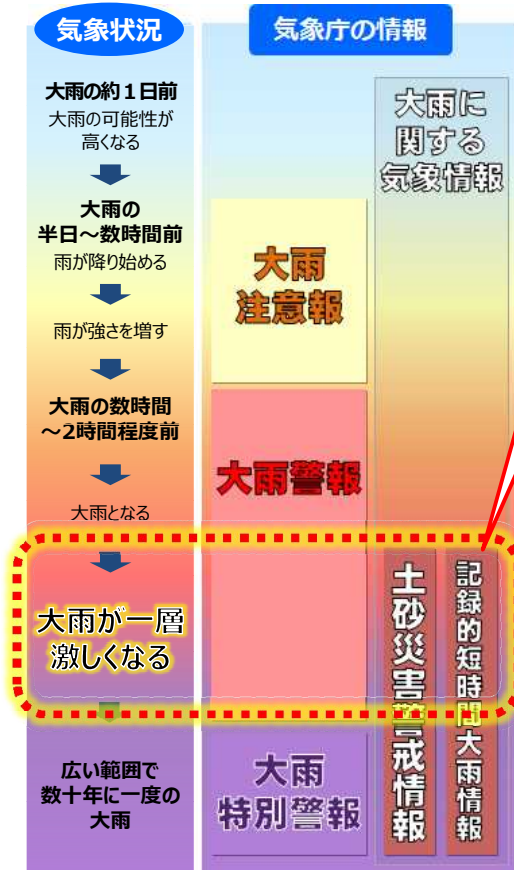 気象状況
大雨の約１日前
大雨の可能性が
高くなる
大雨の
半日～数時間前
雨が降り始める
雨が強さを増す
大雨の数時間
～2時間程度前
大雨となる
大雨が一層
激しくなる
広い範囲で
数十年に一度の
大雨
気象庁の情報
大雨
注意報
大雨警報
大雨
特別警報
大雨に
関する
気象情報
土砂災害警戒情報
記録的短時間大雨情報